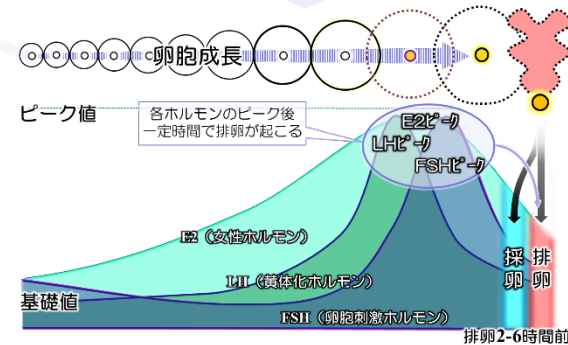 卵胞成長
ピーク値
各ホルモンのピーク後
一定時間で排卵が起こる
E2ピーク
LHピーク
FSHピーク
E2（女性ホルモン）
LH（黄体化ホルモン）
基礎値
FSH（卵胞刺激ホルモン）
採卵
排卵
排卵2-6時間前